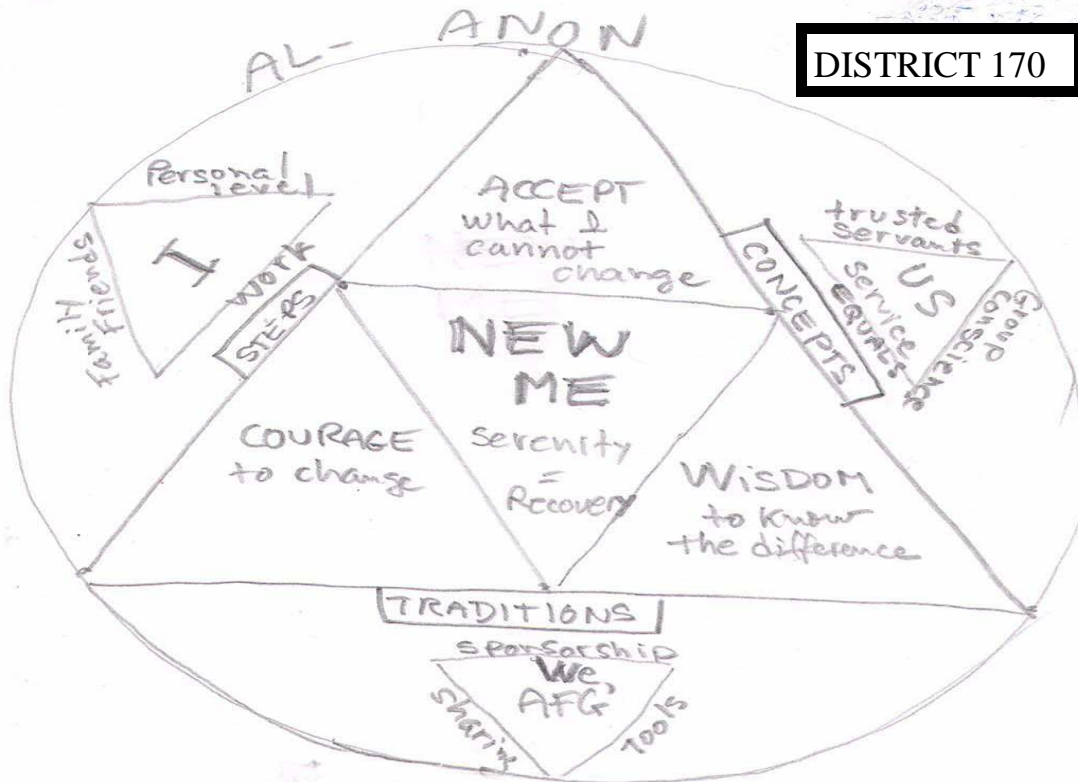 AL- ANON
DISTRICT 170
Personal
level
I
Family
friends
Work
STEPS
ACCEPT
what I
cannot
change
CONCEPTS
trusted
servants
US
service
EQUALS
Group
Conscience
NEW
ME
Serenity
=
Recovery
COURAGE
to change
WiSDOM
to Know
the difference
TRADITIONS
sponsorship
We,
AFG
Sharing
Tools